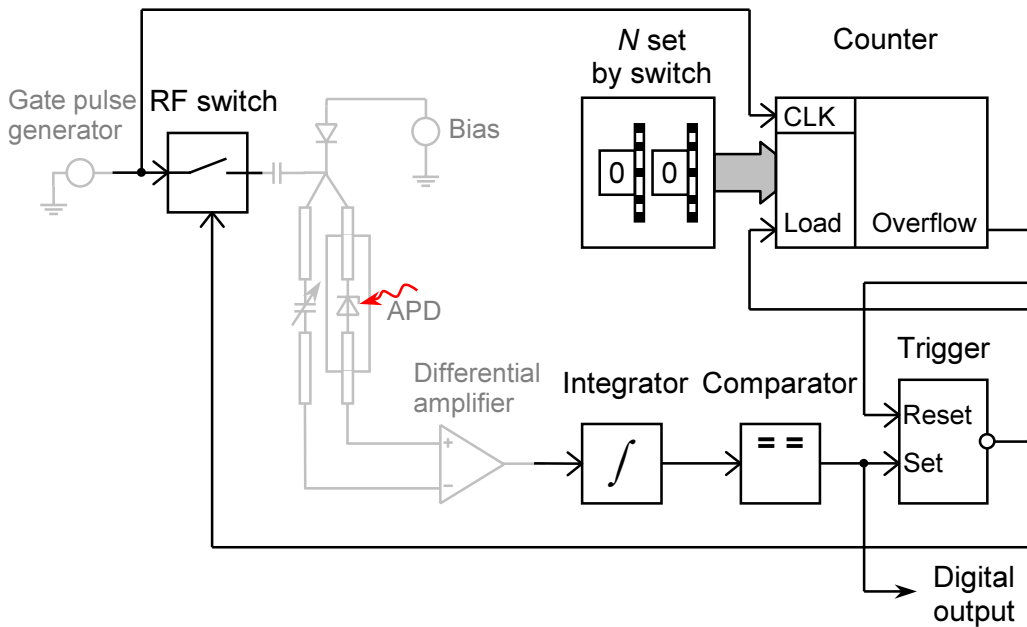 N set
by switch
Counter
Gate pulse
generator
RF switch
Bias
CLK
0 0
Load
Overflow
APD
Trigger
Differential
amplifier
Integrator
Comparator
Reset
+
= =
∫
Set
−
Digital
output